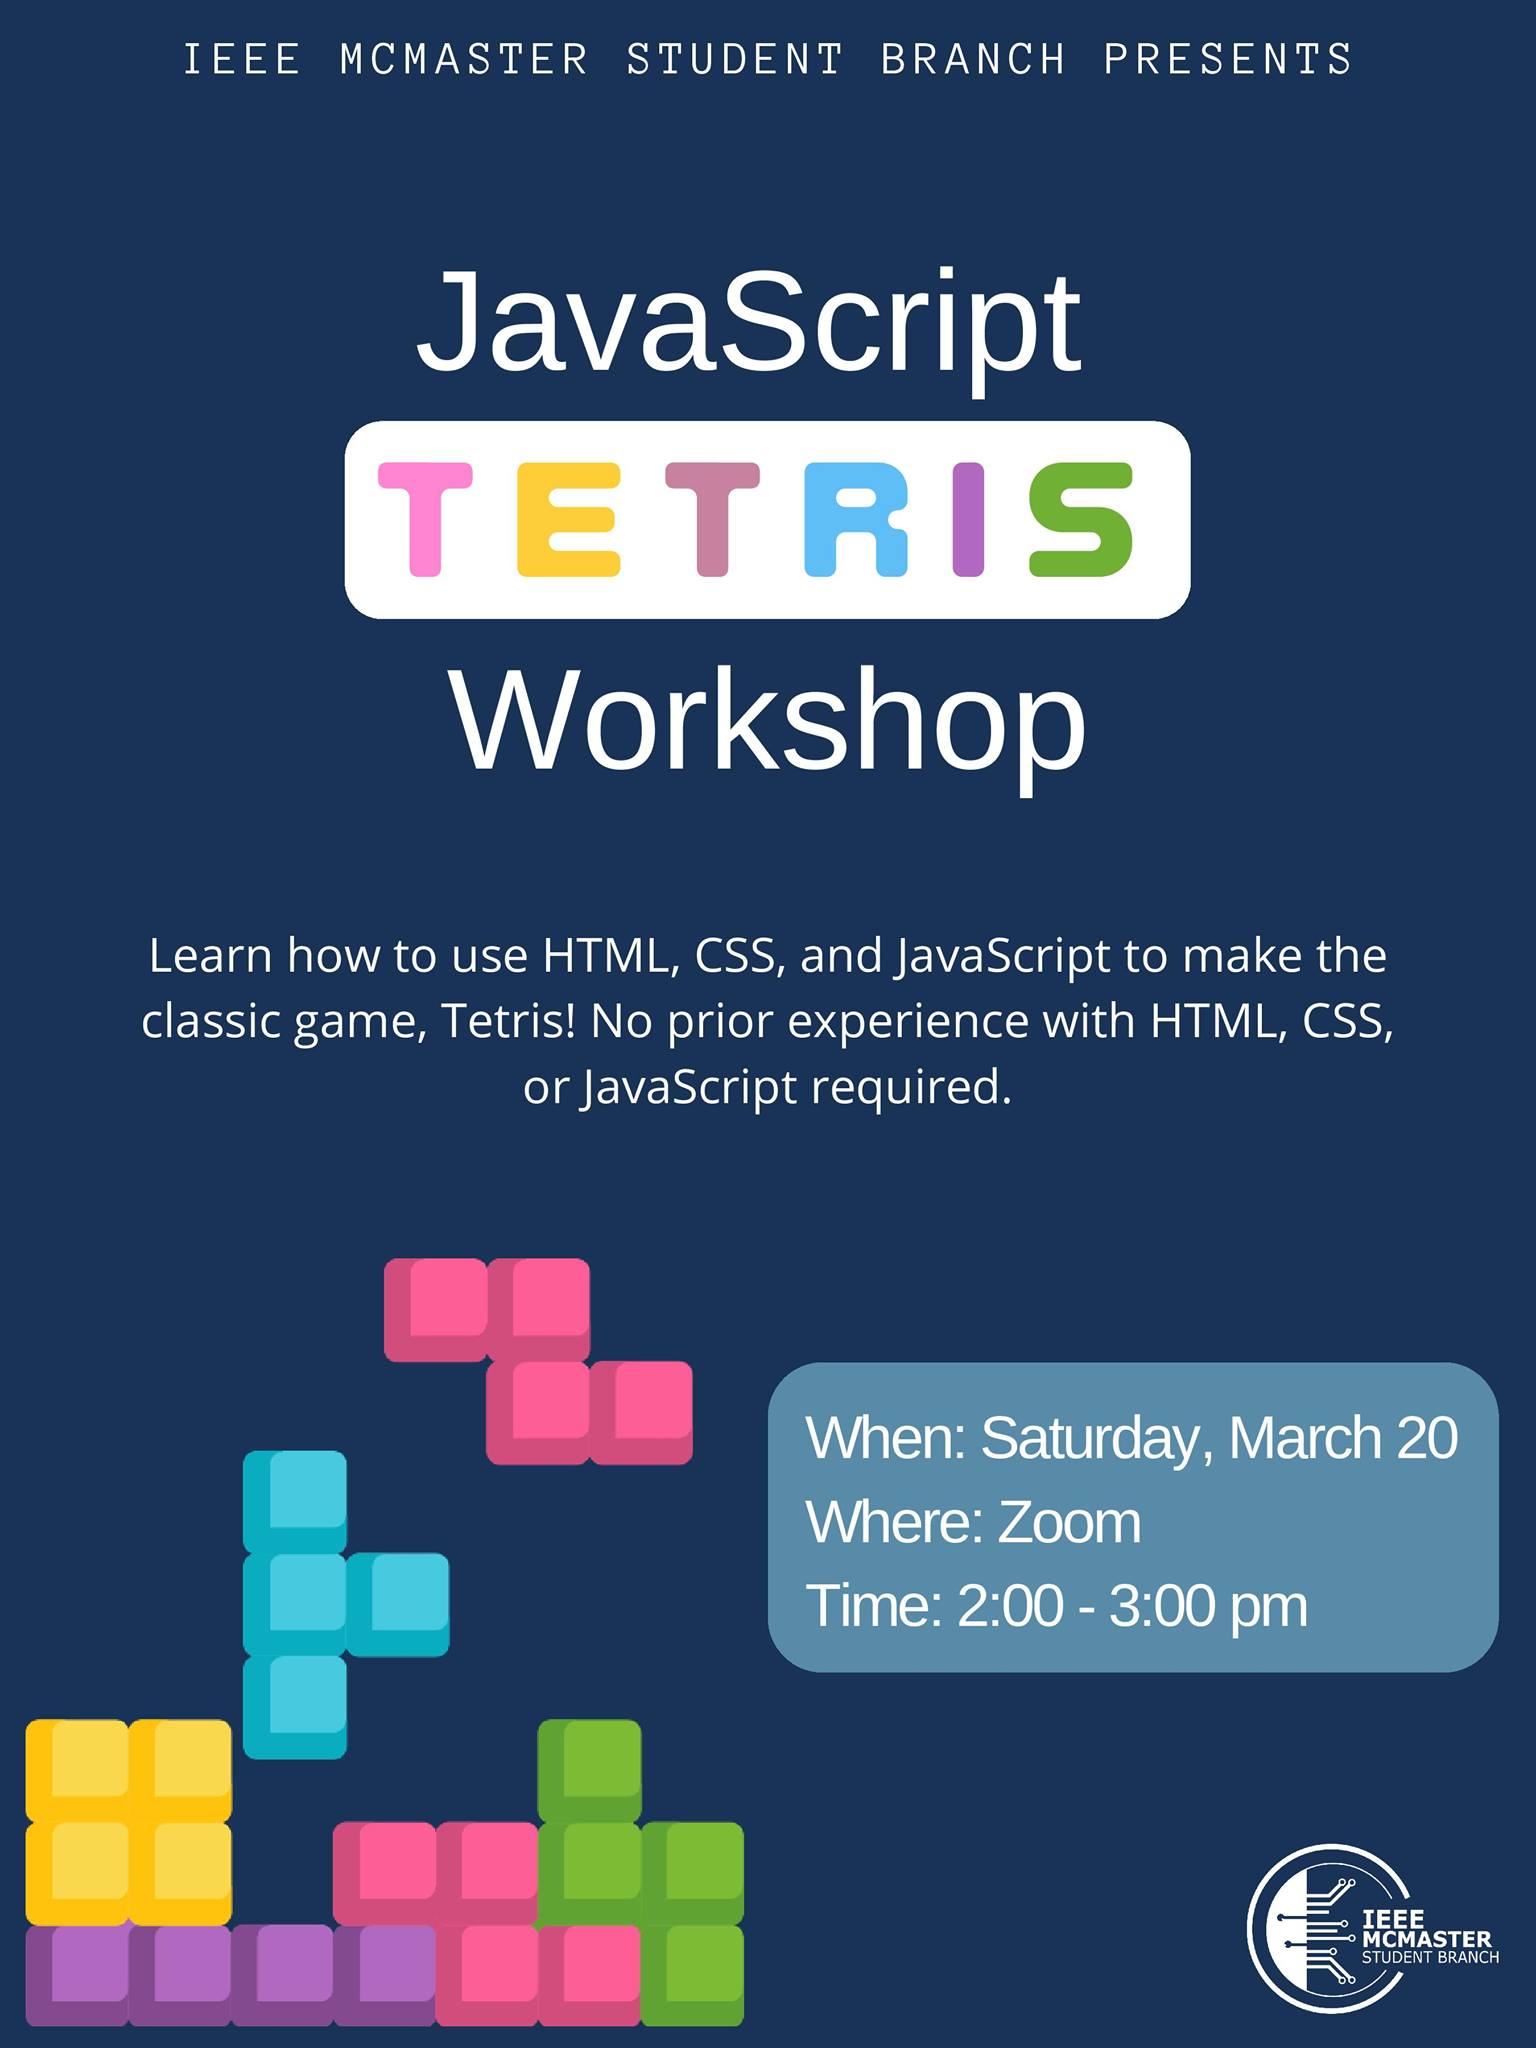 IEEE MCMASTER STUDENT BRANCH PRESENTS
JavaScript
TETRIS
Workshop
Learn how to use HTML, CSS, and JavaScript to make the
classic game, Tetris! No prior experience with HTML, CSS,
or JavaScript required.
When: Saturday, March 20
Where: Zoom
Time: 2:00 - 3:00 pm
IEEE
MCMASTER
STUDENT BRANCH